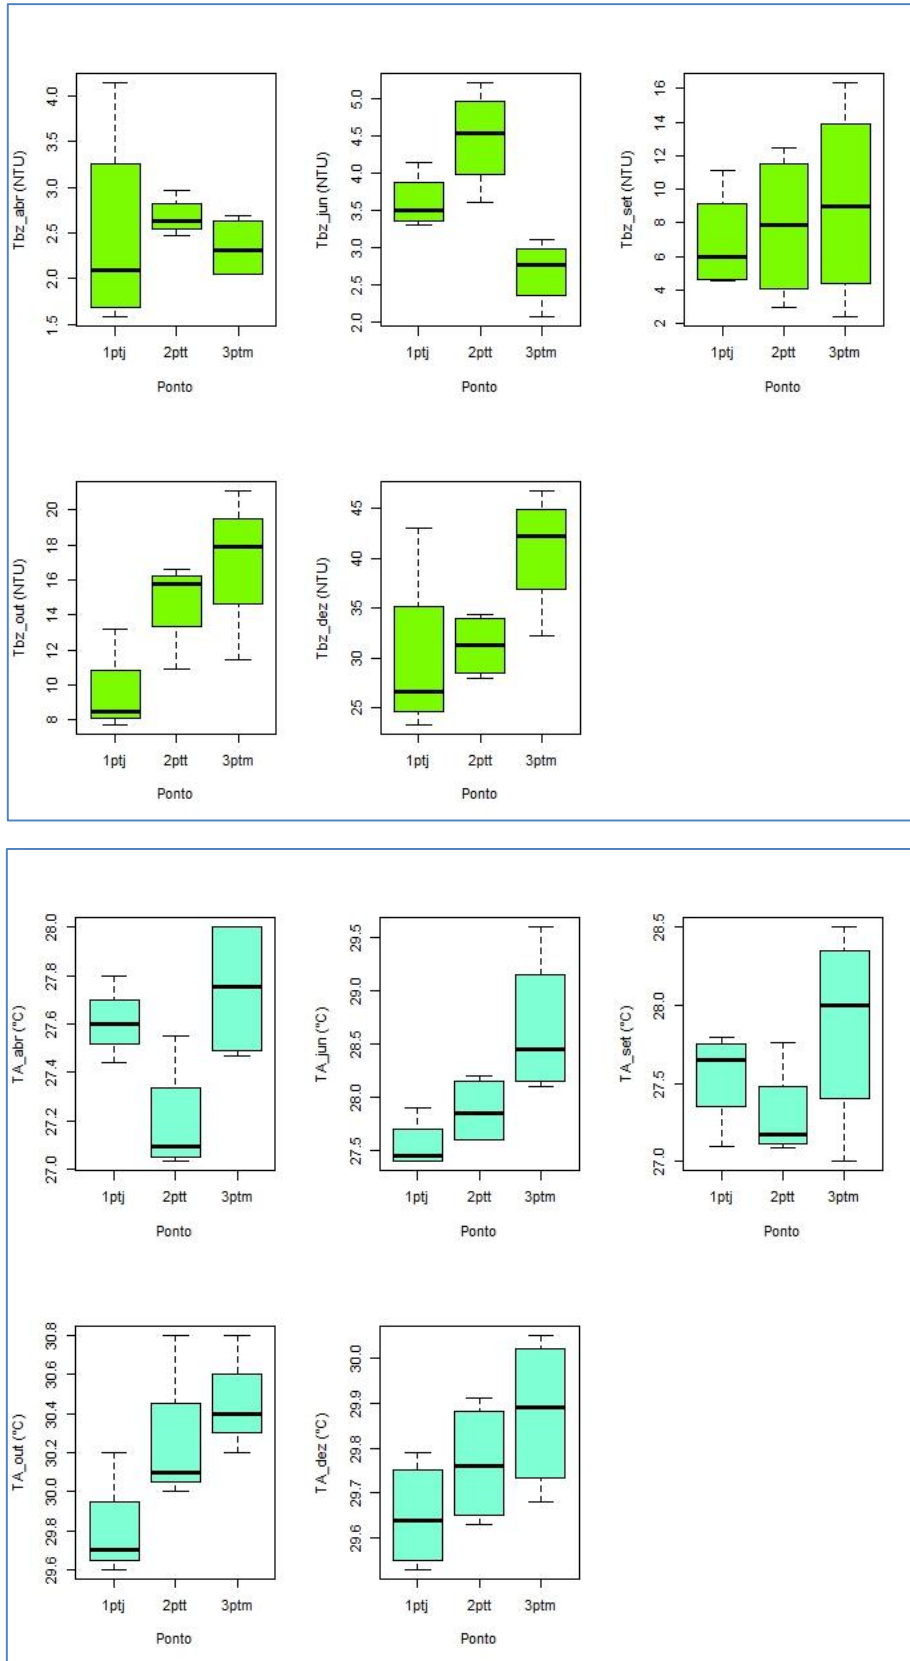 Tbz_abr (NTU)
1.5 2.0 2.5 3.0 3.5 4.0
1ptj 2ptt 3ptm
Ponto
Tbz_jun (NTU)
2.0 2.5 3.0 3.5 4.0 4.5 5.0
1ptj 2ptt 3ptm
Ponto
Tbz_set (NTU)
2 4 6 8 10 12 14 16
1ptj 2ptt 3ptm
Ponto
Tbz_out (NTU)
8 10 12 14 16 18 20
1ptj 2ptt 3ptm
Ponto
Tbz_dez (NTU)
25 30 35 40 45
1ptj 2ptt 3ptm
Ponto
TA_abr (°C)
27.0 27.2 27.4 27.6 27.8 28.0
1ptj 2ptt 3ptm
Ponto
TA_jun (°C)
27.5 28.0 28.5 29.0 29.5
1ptj 2ptt 3ptm
Ponto
TA_set (°C)
27.0 27.5 28.0 28.5
1ptj 2ptt 3ptm
Ponto
TA_out (°C)
29.6 29.8 30.0 30.2 30.4 30.6 30.8
1ptj 2ptt 3ptm
Ponto
TA_dez (°C)
29.6 29.7 29.8 29.9 30.0
1ptj 2ptt 3ptm
Ponto